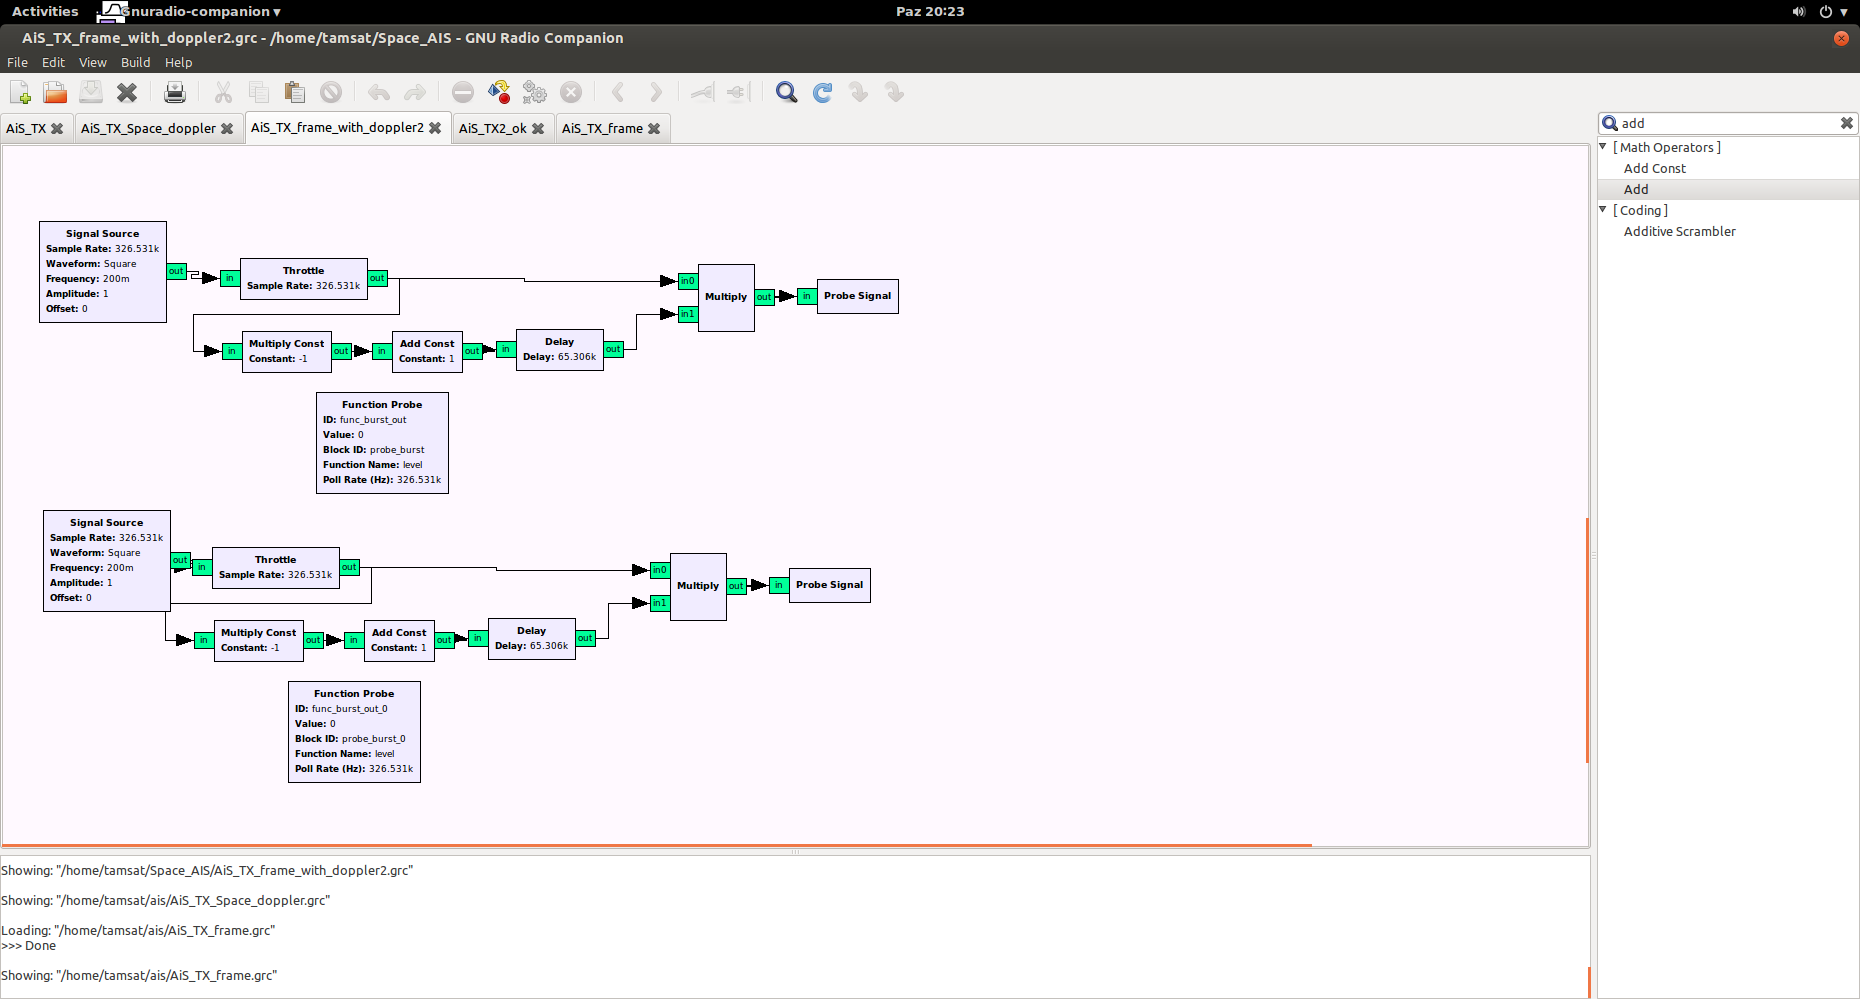 Activities Gnuradio-companion Paz 20:23
AiS_TX_frame_with_doppler2.grc - /home/tamsat/Space_AIS - GNU Radio Companion
File Edit View Build Help
AiS_TX AiS_TX_Space_doppler AiS_TX_frame_with_doppler2 AiS_TX2_ok AiS_TX_frame
add
[ Math Operators ]
Add Const
Add
[ Coding ]
Additive Scrambler
Signal Source
Sample Rate: 326.531k
Waveform: Square
Frequency: 200m
Amplitude: 1
Offset: 0
out
in
Throttle
Sample Rate: 326.531k
out
in0
in1
Multiply
out
in
Probe Signal
in
Multiply Const
Constant: -1
out
in
Add Const
Constant: 1
out
in
Delay
Delay: 65.306k
out
Function Probe
ID: func_burst_out
Value: 0
Block ID: probe_burst
Function Name: level
Poll Rate (Hz): 326.531k
Signal Source
Sample Rate: 326.531k
Waveform: Square
Frequency: 200m
Amplitude: 1
Offset: 0
out
in
Throttle
Sample Rate: 326.531k
out
in0
in1
Multiply
out
in
Probe Signal
in
Multiply Const
Constant: -1
out
in
Add Const
Constant: 1
out
in
Delay
Delay: 65.306k
out
Function Probe
ID: func_burst_out_0
Value: 0
Block ID: probe_burst_0
Function Name: level
Poll Rate (Hz): 326.531k
Showing: "/home/tamsat/Space_AIS/AiS_TX_frame_with_doppler2.grc"
Showing: "/home/tamsat/ais/AiS_TX_Space_doppler.grc"
Loading: "/home/tamsat/ais/AiS_TX_frame.grc"
>>> Done
Showing: "/home/tamsat/ais/AiS_TX_frame.grc"